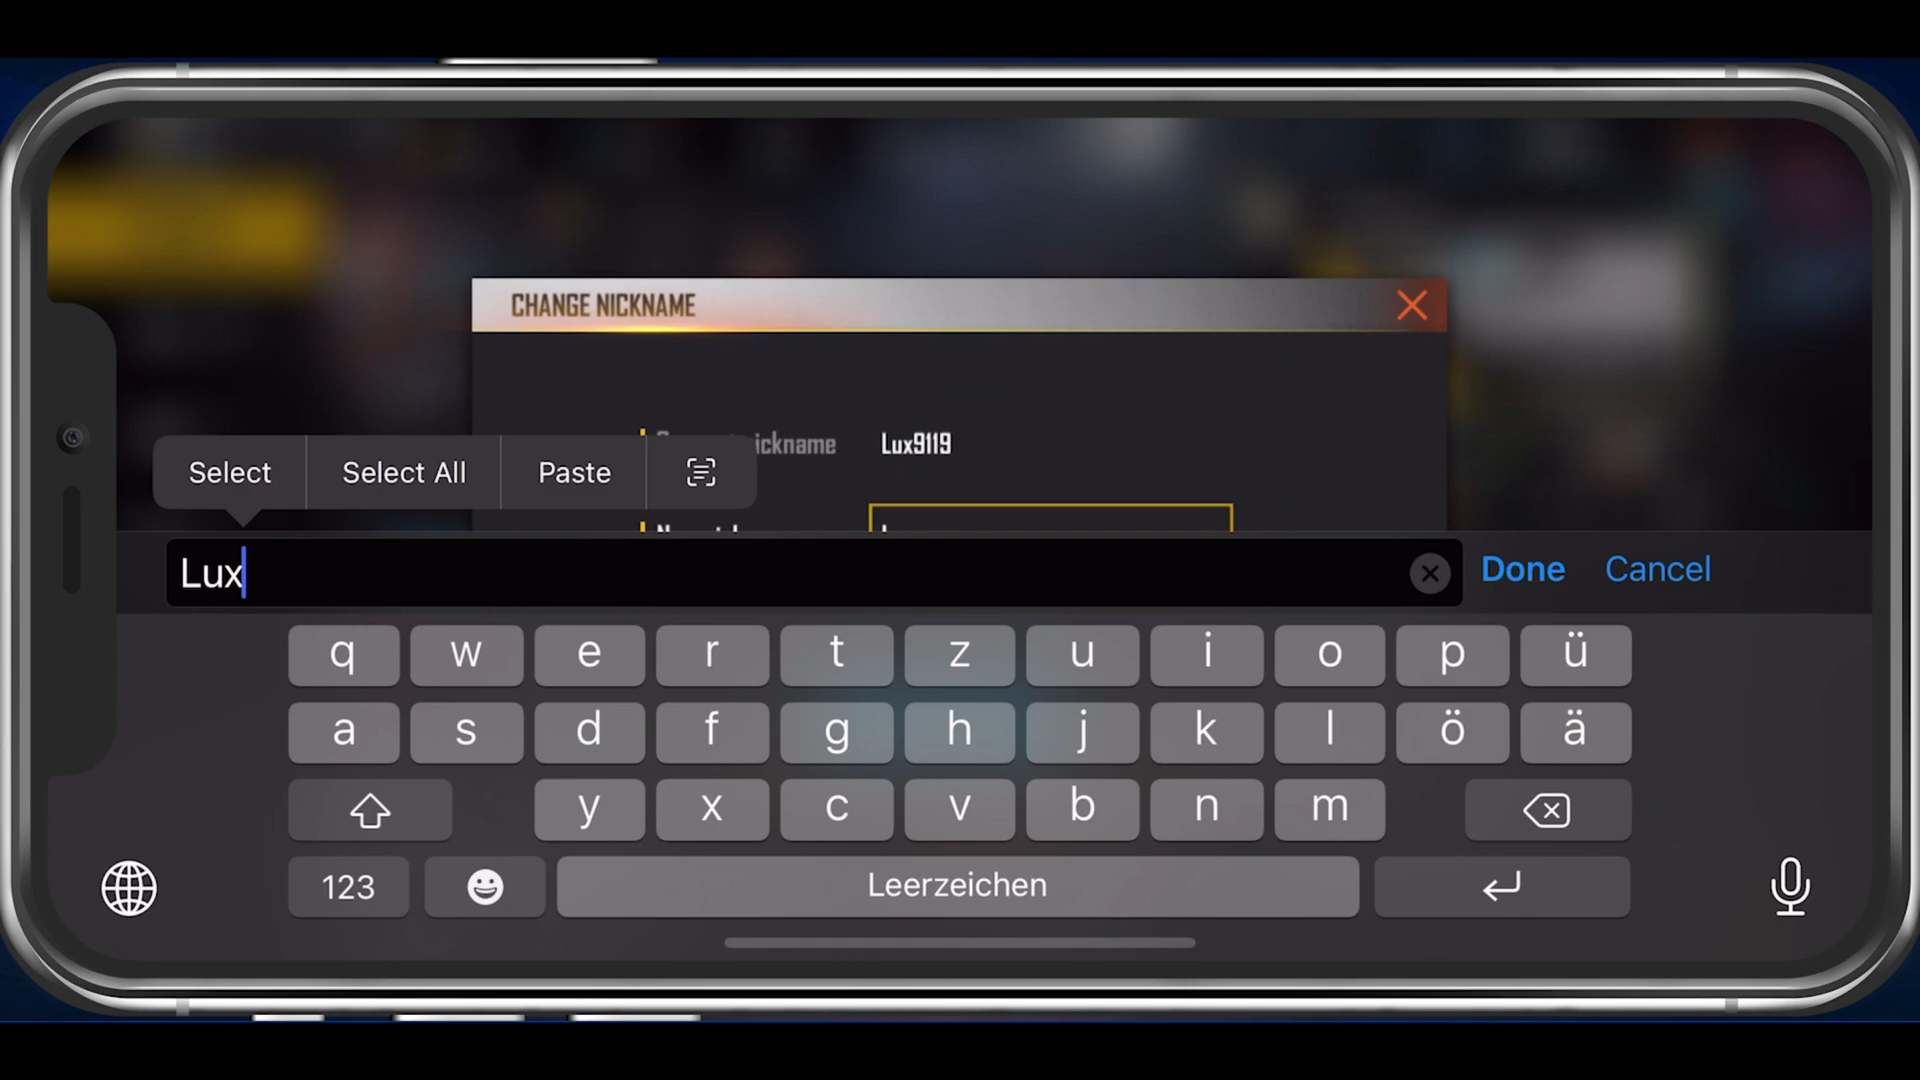 CHANGE NICKNAME
ickname Lux9119
Select Select All Paste
Lux
Done Cancel
q w e r t z u i o p ü
a s d f g h j k l ö ä
y x c v b n m
123 Leerzeichen